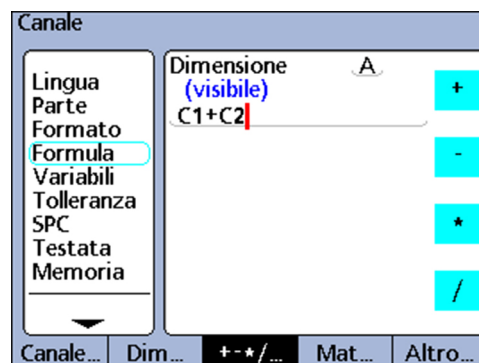 Canale
Lingua
Parte
Formato
Formula
Variabili
Tolleranza
SPC
Testata
Memoria
Dimensione A
(visibile)
C1+C2
+
-
*
/
Canale... Dim... +-*/... Mat... Altro...